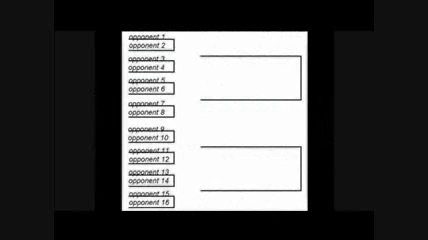 opponent 1
opponent 2
opponent 3
opponent 4
opponent 5
opponent 6
opponent 7
opponent 8
opponent 9
opponent 10
opponent 11
opponent 12
opponent 13
opponent 14
opponent 15
opponent 16